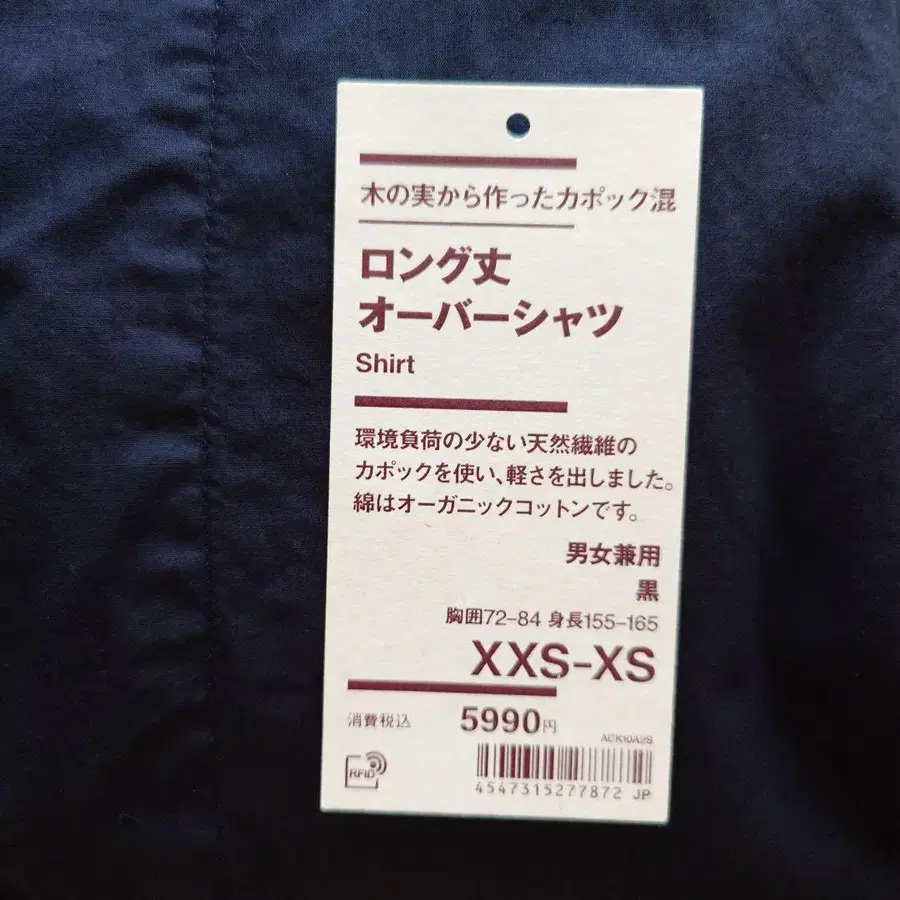 木の実から作ったカポック混
ロング丈
オーバーシャツ
Shirt
環境負荷の少ない天然繊維の
カポックを使い、軽さを出しました。
綿はオーガニックコットンです。
男女兼用
黒
胸囲72-84 身長155-165
XXS-XS
消費税込 5990円
ACK10A2S
RFID
4547315277872 JP